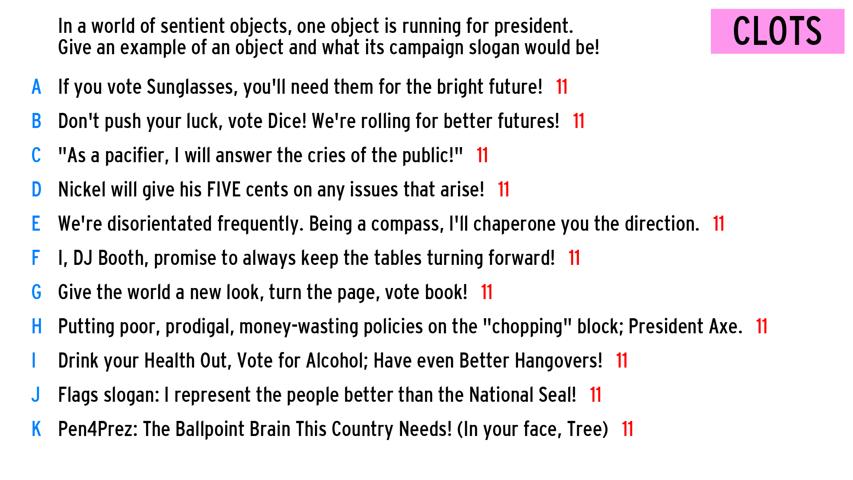 In a world of sentient objects, one object is running for president.
Give an example of an object and what its campaign slogan would be!
CLOTS
A If you vote Sunglasses, you'll need them for the bright future! 11
B Don't push your luck, vote Dice! We're rolling for better futures! 11
C "As a pacifier, I will answer the cries of the public!" 11
D Nickel will give his FIVE cents on any issues that arise! 11
E We're disorientated frequently. Being a compass, I'll chaperone you the direction. 11
F I, DJ Booth, promise to always keep the tables turning forward! 11
G Give the world a new look, turn the page, vote book! 11
H Putting poor, prodigal, money-wasting policies on the "chopping" block; President Axe. 11
I Drink your Health Out, Vote for Alcohol; Have even Better Hangovers! 11
J Flags slogan: I represent the people better than the National Seal! 11
K Pen4Prez: The Ballpoint Brain This Country Needs! (In your face, Tree) 11